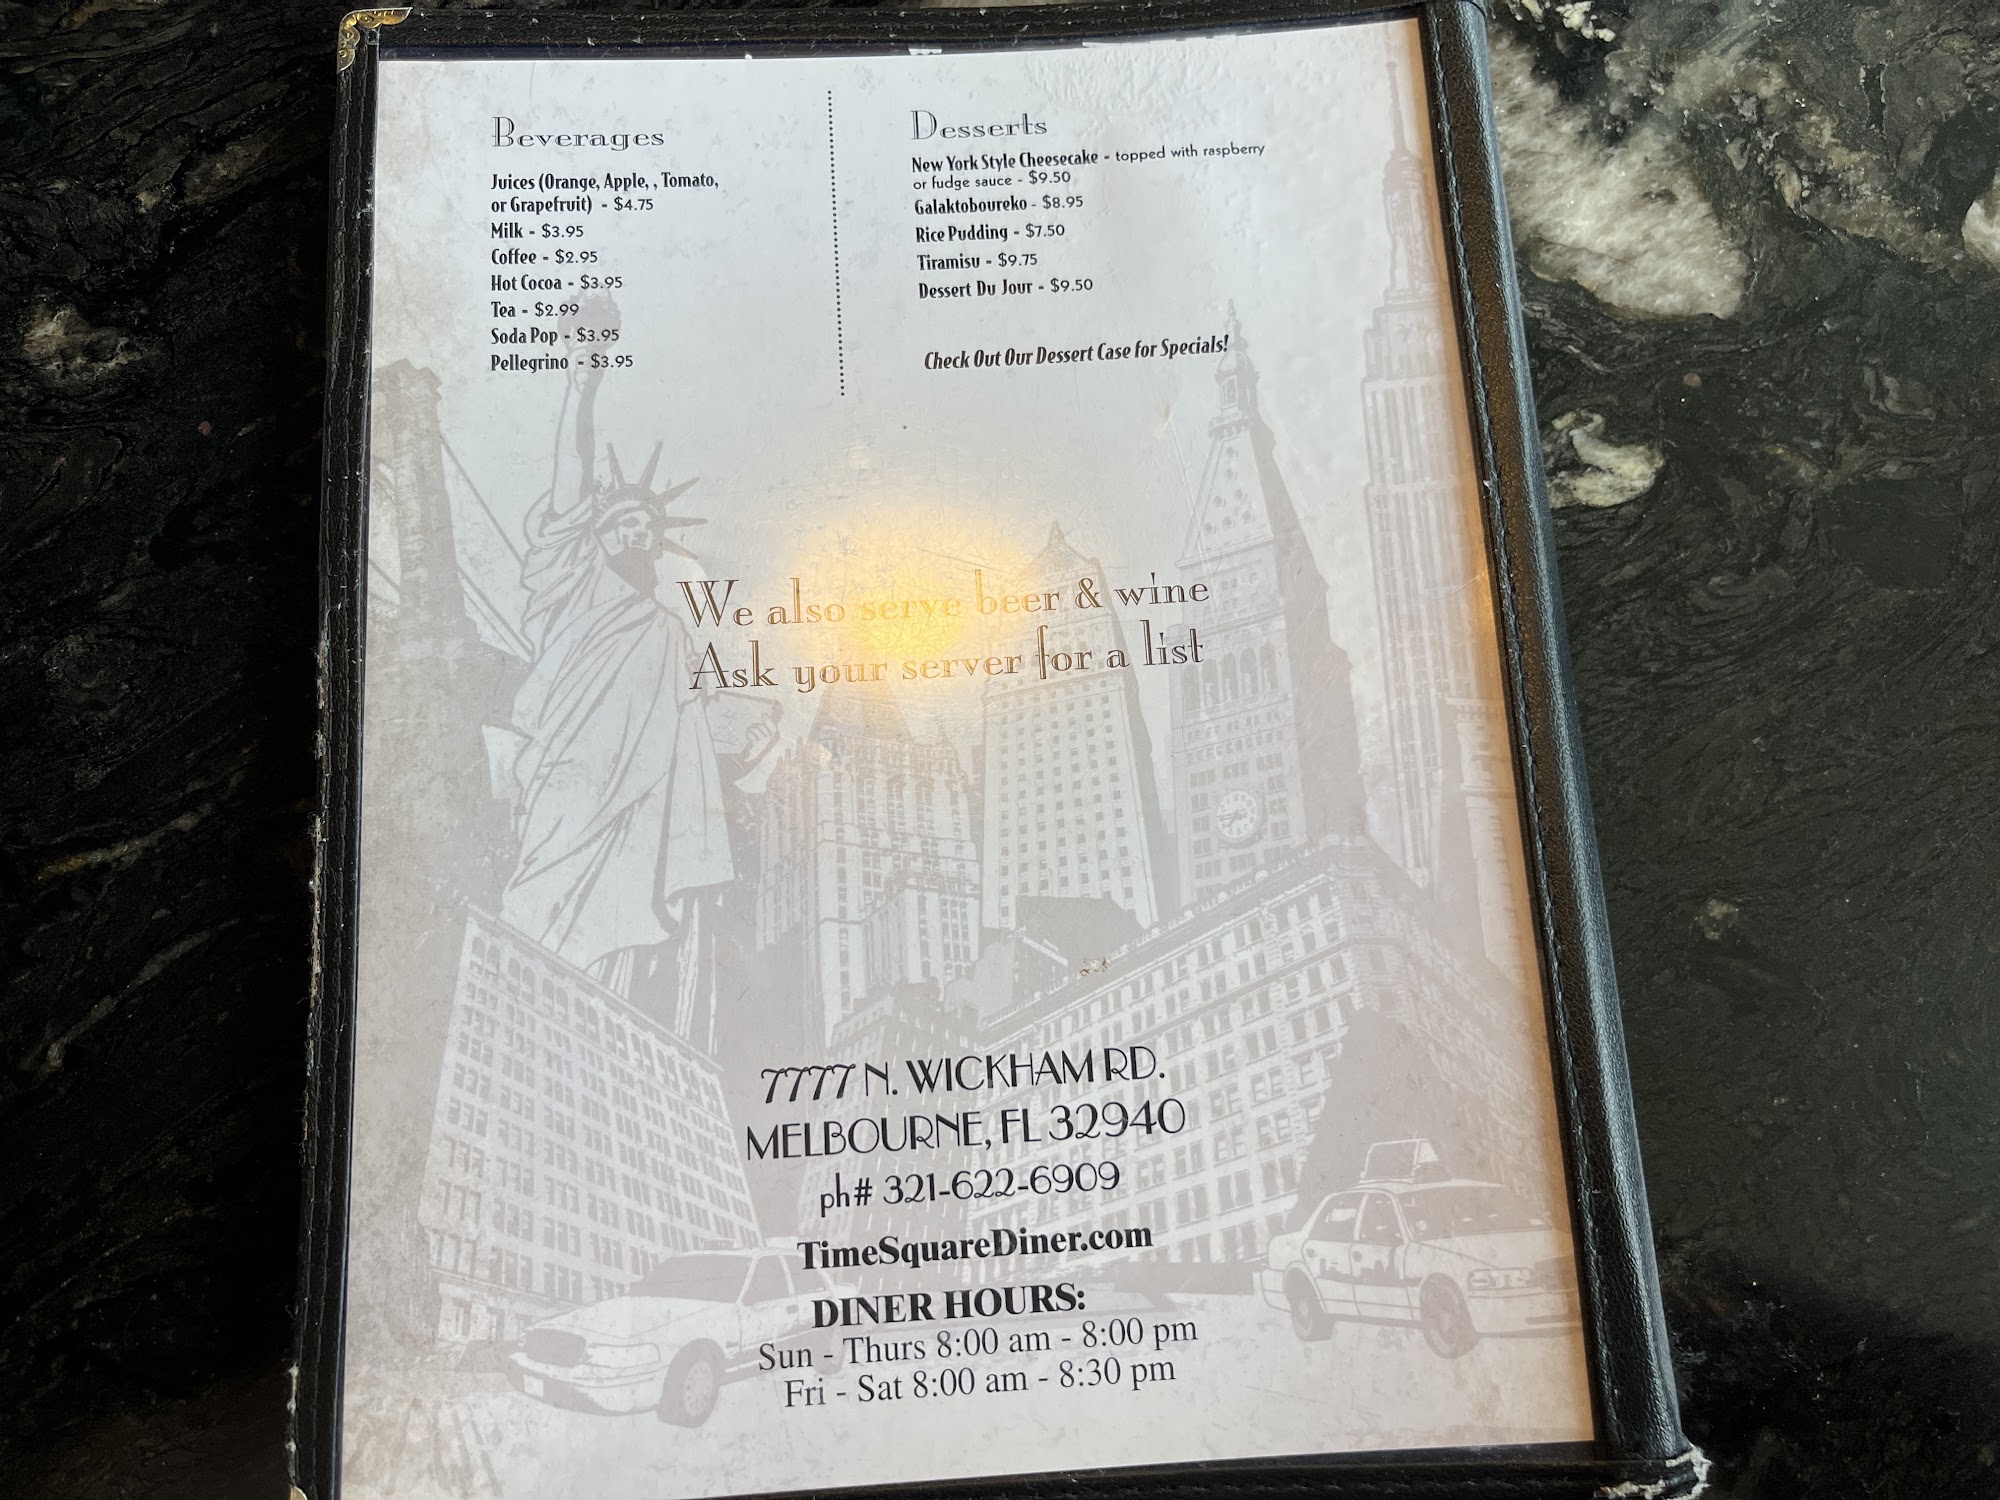 Beverages
Juices (Orange, Apple, , Tomato,
or Grapefruit) - $4.75
Milk - $3.95
Coffee - $2.95
Hot Cocoa - $3.95
Tea - $2.99
Soda Pop - $3.95
Pellegrino - $3.95
Desserts
New York Style Cheesecake - topped with raspberry
or fudge sauce - $9.50
Galaktoboureko - $8.95
Rice Pudding - $7.50
Tiramisu - $9.75
Dessert Du Jour - $9.50
Check Out Our Dessert Case for Specials!
We also serve beer & wine
Ask your server for a list
7777 N. WICKHAM RD.
MELBOURNE, FL 32940
ph# 321-622-6909
TimeSquareDiner.com
DINER HOURS:
Sun - Thurs 8:00 am - 8:00 pm
Fri - Sat 8:00 am - 8:30 pm